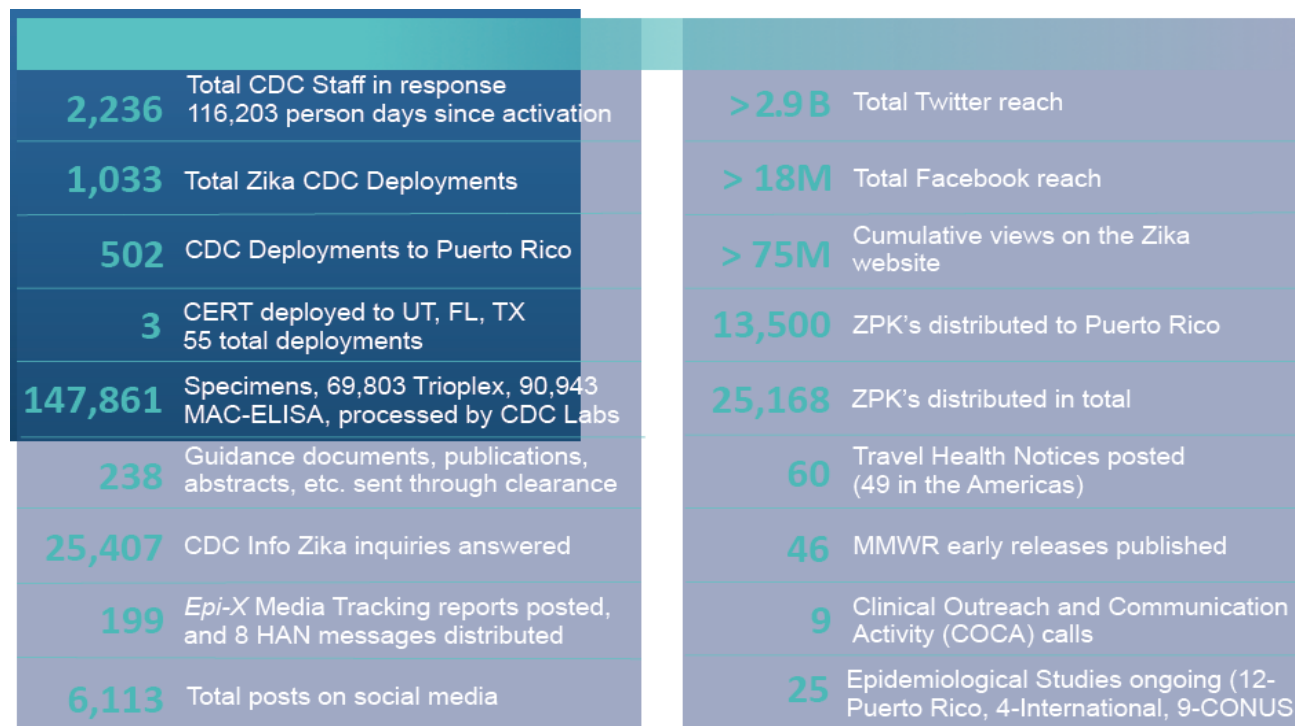 2,236
Total CDC Staff in response
116,203 person days since activation
1,033
Total Zika CDC Deployments
502
CDC Deployments to Puerto Rico
3
CERT deployed to UT, FL, TX
55 total deployments
147,861
Specimens, 69,803 Trioplex, 90,943
MAC-ELISA, processed by CDC Labs
238
Guidance documents, publications,
abstracts, etc. sent through clearance
25,407
CDC Info Zika inquiries answered
199
Epi-X Media Tracking reports posted,
and 8 HAN messages distributed
6,113
Total posts on social media
> 2.9 B
Total Twitter reach
> 18M
Total Facebook reach
> 75M
Cumulative views on the Zika
website
13,500
ZPK's distributed to Puerto Rico
25,168
ZPK's distributed in total
60
Travel Health Notices posted
(49 in the Americas)
46
MMWR early releases published
9
Clinical Outreach and Communication
Activity (COCA) calls
25
Epidemiological Studies ongoing (12-
Puerto Rico, 4-International, 9-CONUS